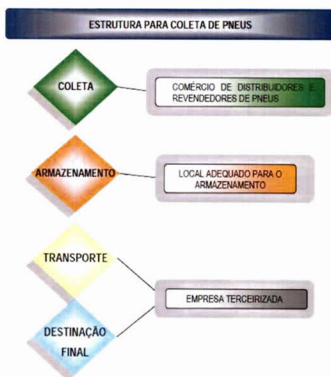 ESTRUTURA PARA COLETA DE PNEUS
COLETA
COMÉRCIO DE DISTRIBUIDORES E
REVENDEDORES DE PNEUS
ARMAZENAMENTO
LOCAL ADEQUADO PARA O
ARMAZENAMENTO
TRANSPORTE
EMPRESA TERCEIRIZADA
DESTINAÇÃO
FINAL